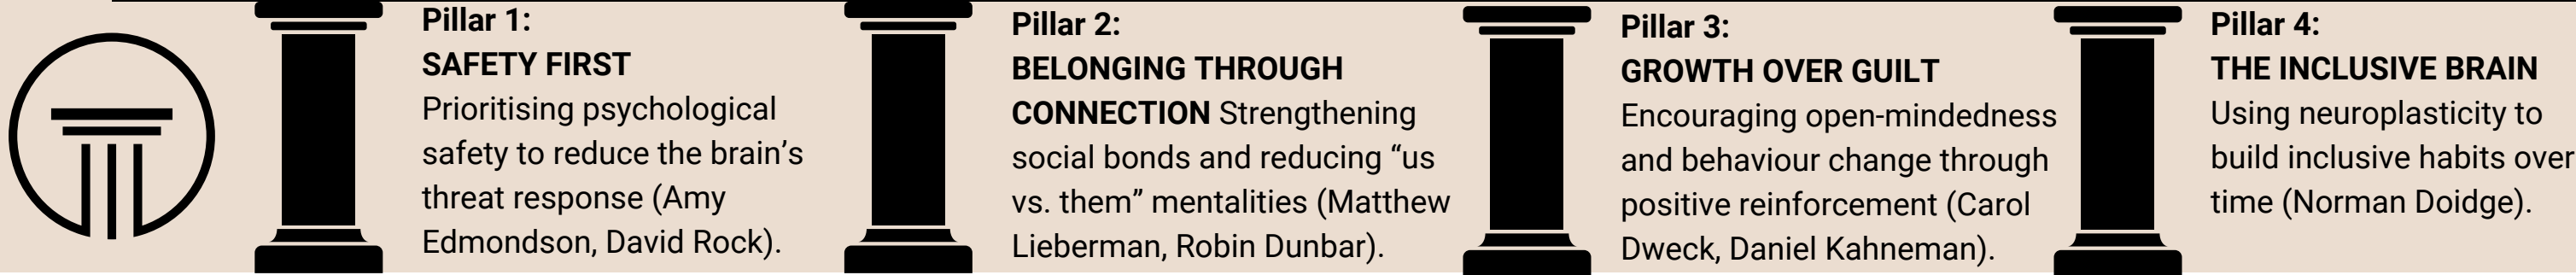 Pillar 1:
SAFETY FIRST
Prioritising psychological
safety to reduce the brain’s
threat response (Amy
Edmondson, David Rock).
Pillar 2:
BELONGING THROUGH
CONNECTION Strengthening
social bonds and reducing “us
vs. them” mentalities (Matthew
Lieberman, Robin Dunbar).
Pillar 3:
GROWTH OVER GUILT
Encouraging open-mindedness
and behaviour change through
positive reinforcement (Carol
Dweck, Daniel Kahneman).
Pillar 4:
THE INCLUSIVE BRAIN
Using neuroplasticity to
build inclusive habits over
time (Norman Doidge).